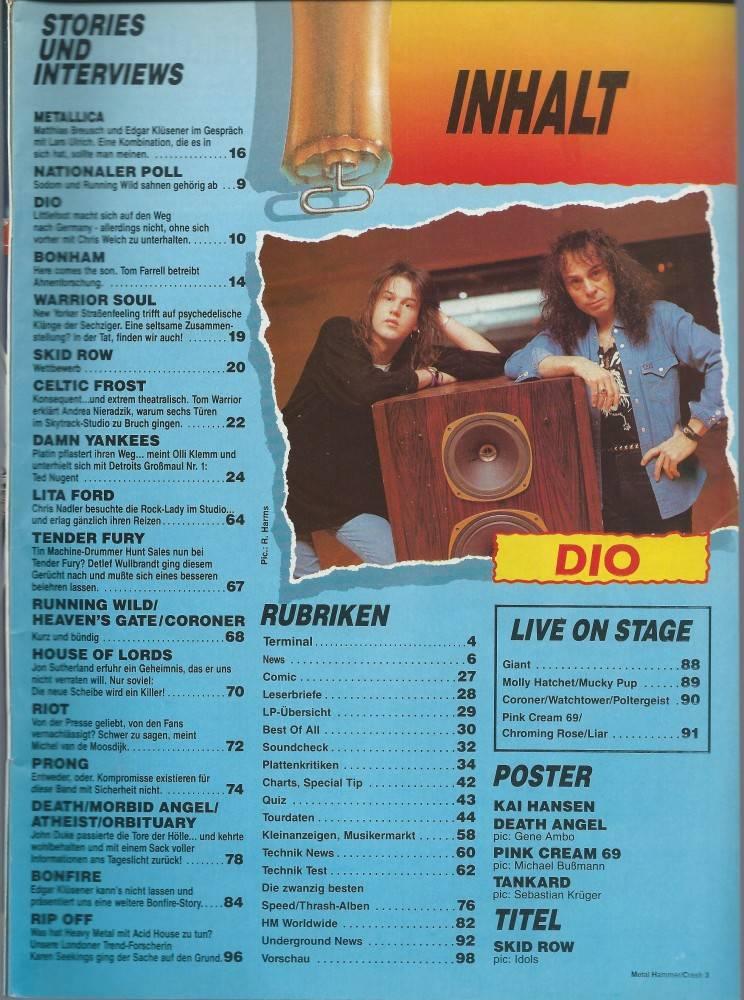 STORIES
UND
INTERVIEWS
METALLICA
Matthias Breusch und Edgar Klüsener im Gespräch
mit Lars Ulrich. Eine Kombination, die es in
sich hat, sollte man meinen. 16
NATIONALER POLL
Sodom und Running Wild sahnen gehörig ab ...9
DIO
Littlefoot macht sich auf den Weg
nach Germany - allerdings nicht, ohne sich
vorher mit Chris Welch zu unterhalten. 10
BONHAM
Here comes the son. Tom Farrell betreibt
Ahnenforschung. 14
WARRIOR SOUL
New Yorker Straßenfeeling trifft auf psychedelische
Klänge der Sechziger. Eine seltsame Zusammen-
stellung? In der Tat, finden wir auch! 19
SKID ROW
Wettbewerb 20
CELTIC FROST
Konsequent...und extrem theatralisch. Tom Warrior
erklärt Andrea Nieradzik, warum sechs Türen
im Skytrack-Studio zu Bruch gingen. 22
DAMN YANKEES
Platin pflastert ihren Weg... meint Olli Klemm und
unterhielt sich mit Detroits Großmaul Nr. 1:
Ted Nugent 24
LITA FORD
Chris Nadler besuchte die Rock-Lady im Studio...
und erlag gänzlich ihren Reizen 64
TENDER FURY
Tin Machine-Drummer Hunt Sales nun bei
Tender Fury? Detlef Wullbrandt ging diesem
Gerücht nach und mußte sich eines besseren
belehren lassen. 67
RUNNING WILD/
HEAVEN'S GATE/CORONER
Kurz und bündig 68
HOUSE OF LORDS
Jon Sutherland erfuhr ein Geheimnis, das er uns
nicht verraten will. Nur soviel:
Die neue Scheibe wird ein Killer! 70
RIOT
Von der Presse geliebt, von den Fans
vernachlässigt? Schwer zu sagen, meint
Michel van de Moosdijk. 72
PRONG
Entweder, oder. Kompromisse existieren für
diese Band mit Sicherheit nicht. 74
DEATH/MORBID ANGEL/
ATHEIST/ORBITUARY
John Duke passierte die Tore der Hölle... und kehrte
wohlbehalten und mit einem Sack voller
Informationen ans Tageslicht zurück! 78
BONFIRE
Edgar Klüsener kann's nicht lassen und
präsentiert uns eine weitere Bonfire-Story. 84
RIP OFF
Was hat Heavy Metal mit Acid House zu tun?
Unsere Londoner Trend-Forscherin
Karen Seekings ging der Sache auf den Grund. 96
INHALT
Pic.: R. Harms
DIO
RUBRIKEN
Terminal 4
News 6
Comic 27
Leserbriefe 28
LP-Übersicht 29
Best Of All 30
Soundcheck 32
Plattenkritiken 34
Charts, Special Tip 42
Quiz 43
Tourdaten 44
Kleinanzeigen, Musikermarkt 58
Technik News 60
Technik Test 62
Die zwanzig besten
Speed/Thrash-Alben 76
HM Worldwide 82
Underground News 92
Vorschau 98
LIVE ON STAGE
Giant 88
Molly Hatchet/Mucky Pup 89
Coroner/Watchtower/Poltergeist 90
Pink Cream 69/
Chroming Rose/Liar 91
POSTER
KAI HANSEN
DEATH ANGEL
pic: Gene Ambo
PINK CREAM 69
pic: Michael Bußmann
TANKARD
pic: Sebastian Krüger
TITEL
SKID ROW
pic: Idols
Metal Hammer/Crash 3